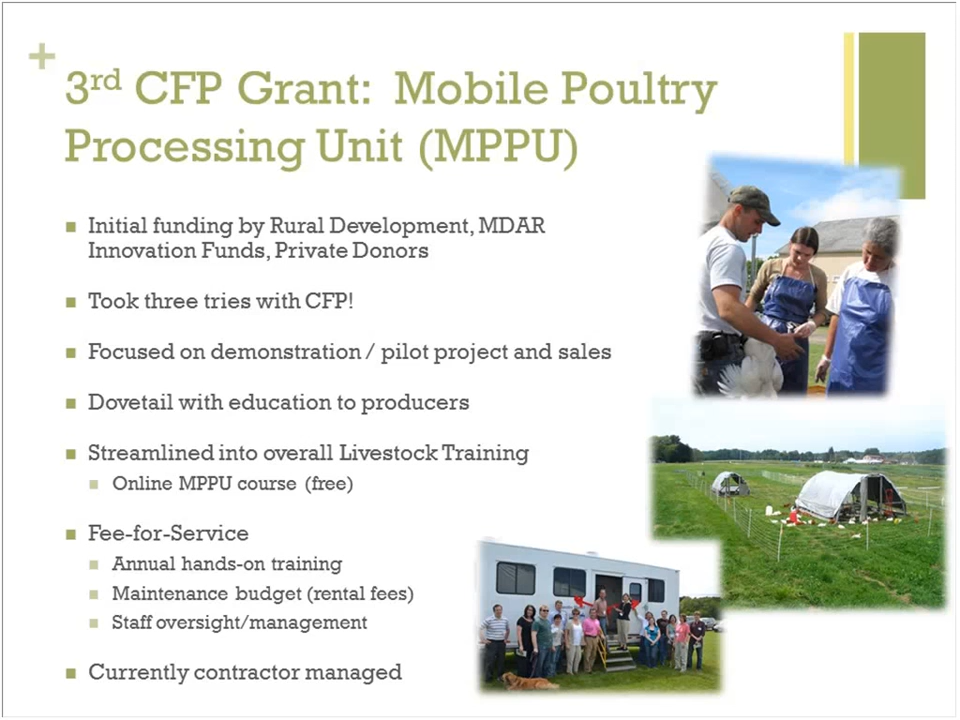 +
3rd CFP Grant:  Mobile Poultry
Processing Unit (MPPU)
■ Initial funding by Rural Development, MDAR
Innovation Funds, Private Donors
■ Took three tries with CFP!
■ Focused on demonstration / pilot project and sales
■ Dovetail with education to producers
■ Streamlined into overall Livestock Training
■ Online MPPU course (free)
■ Fee-for-Service
■ Annual hands-on training
■ Maintenance budget (rental fees)
■ Staff oversight/management
■ Currently contractor managed